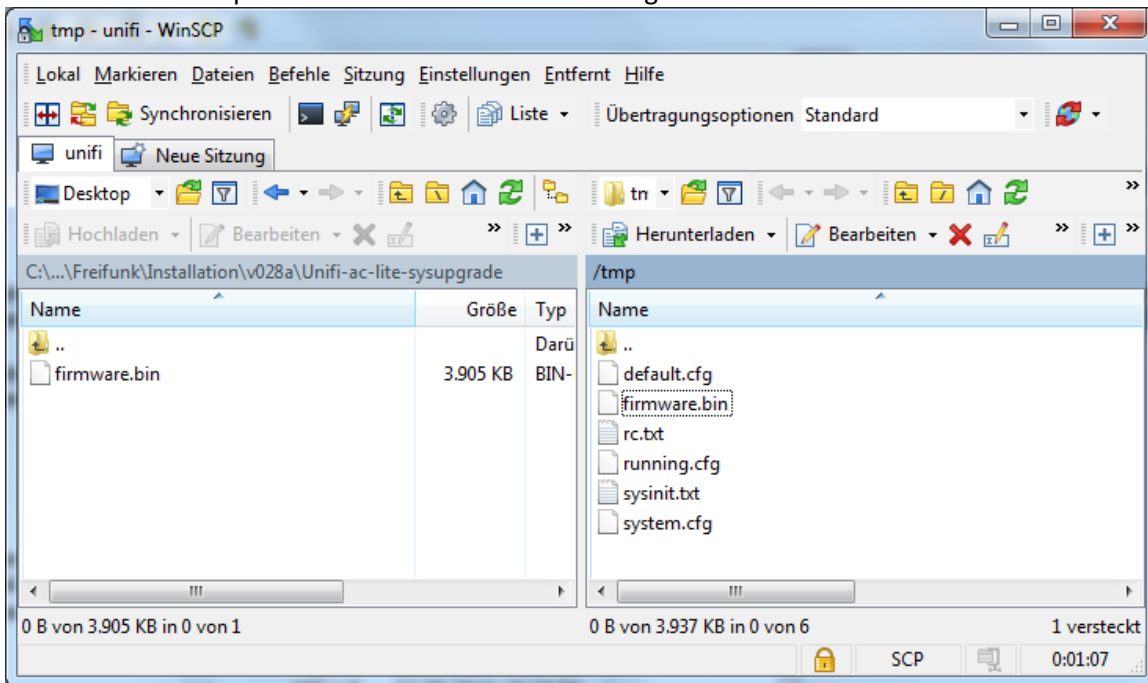 tmp - unifi - WinSCP
Lokal Markieren Dateien Befehle Sitzung Einstellungen Entfernt Hilfe
Synchronisieren Liste Übertragungsoptionen Standard
unifi Neue Sitzung
Desktop
Hochladen Bearbeiten » » Herunterladen Bearbeiten » »
C:\...\Freifunk\Installation\v028a\Unifi-ac-lite-sysupgrade /tmp
Name Größe Typ Name
.. Darü ..
firmware.bin 3.905 KB BIN- default.cfg
firmware.bin
rc.txt
running.cfg
sysinit.txt
system.cfg
0 B von 3.905 KB in 0 von 1 0 B von 3.937 KB in 0 von 6 1 versteckt
SCP 0:01:07